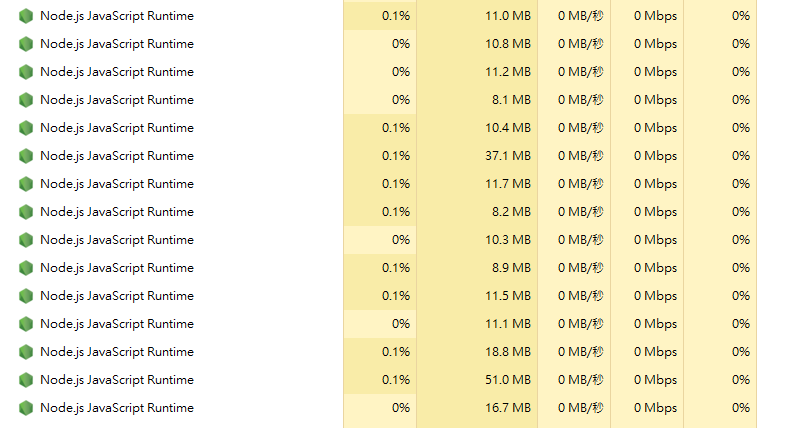 Node.js JavaScript Runtime 0.1% 11.0 MB 0 MB/秒 0 Mbps 0%
Node.js JavaScript Runtime 0% 10.8 MB 0 MB/秒 0 Mbps 0%
Node.js JavaScript Runtime 0% 11.2 MB 0 MB/秒 0 Mbps 0%
Node.js JavaScript Runtime 0% 8.1 MB 0 MB/秒 0 Mbps 0%
Node.js JavaScript Runtime 0.1% 10.4 MB 0 MB/秒 0 Mbps 0%
Node.js JavaScript Runtime 0.1% 37.1 MB 0 MB/秒 0 Mbps 0%
Node.js JavaScript Runtime 0.1% 11.7 MB 0 MB/秒 0 Mbps 0%
Node.js JavaScript Runtime 0.1% 8.2 MB 0 MB/秒 0 Mbps 0%
Node.js JavaScript Runtime 0% 10.3 MB 0 MB/秒 0 Mbps 0%
Node.js JavaScript Runtime 0.1% 8.9 MB 0 MB/秒 0 Mbps 0%
Node.js JavaScript Runtime 0.1% 11.5 MB 0 MB/秒 0 Mbps 0%
Node.js JavaScript Runtime 0% 11.1 MB 0 MB/秒 0 Mbps 0%
Node.js JavaScript Runtime 0.1% 18.8 MB 0 MB/秒 0 Mbps 0%
Node.js JavaScript Runtime 0.1% 51.0 MB 0 MB/秒 0 Mbps 0%
Node.js JavaScript Runtime 0% 16.7 MB 0 MB/秒 0 Mbps 0%